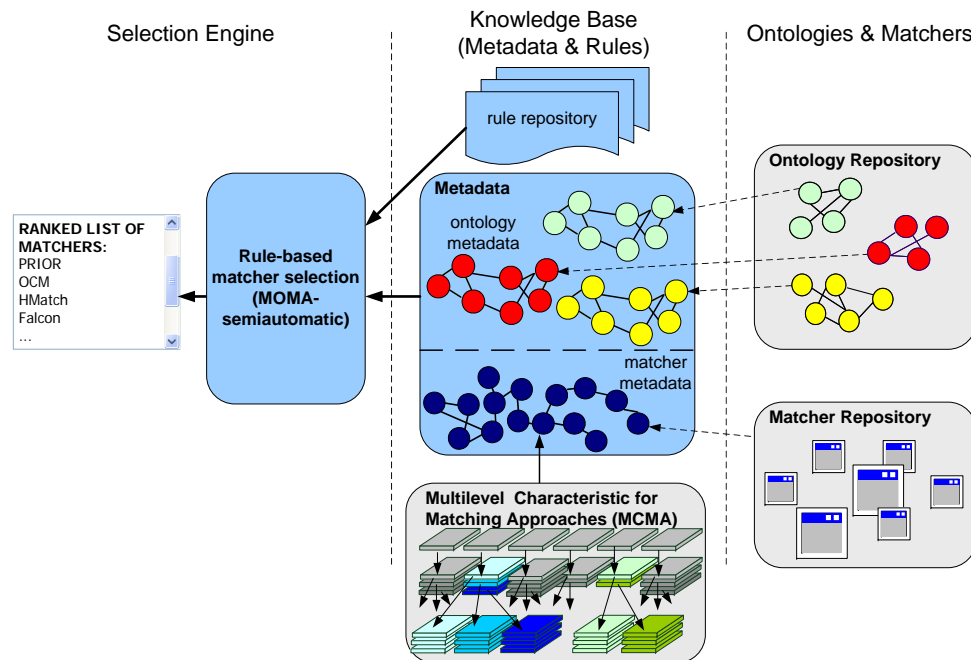 Selection Engine
Knowledge Base
(Metadata & Rules)
Ontologies & Matchers
rule repository
RANKED LIST OF
MATCHERS:
PRIOR
OCM
HMatch
Falcon
...
Rule-based
matcher selection
(MOMA-
semiautomatic)
Metadata
ontology
metadata
matcher
metadata
Ontology Repository
Matcher Repository
Multilevel Characteristic for
Matching Approaches (MCMA)